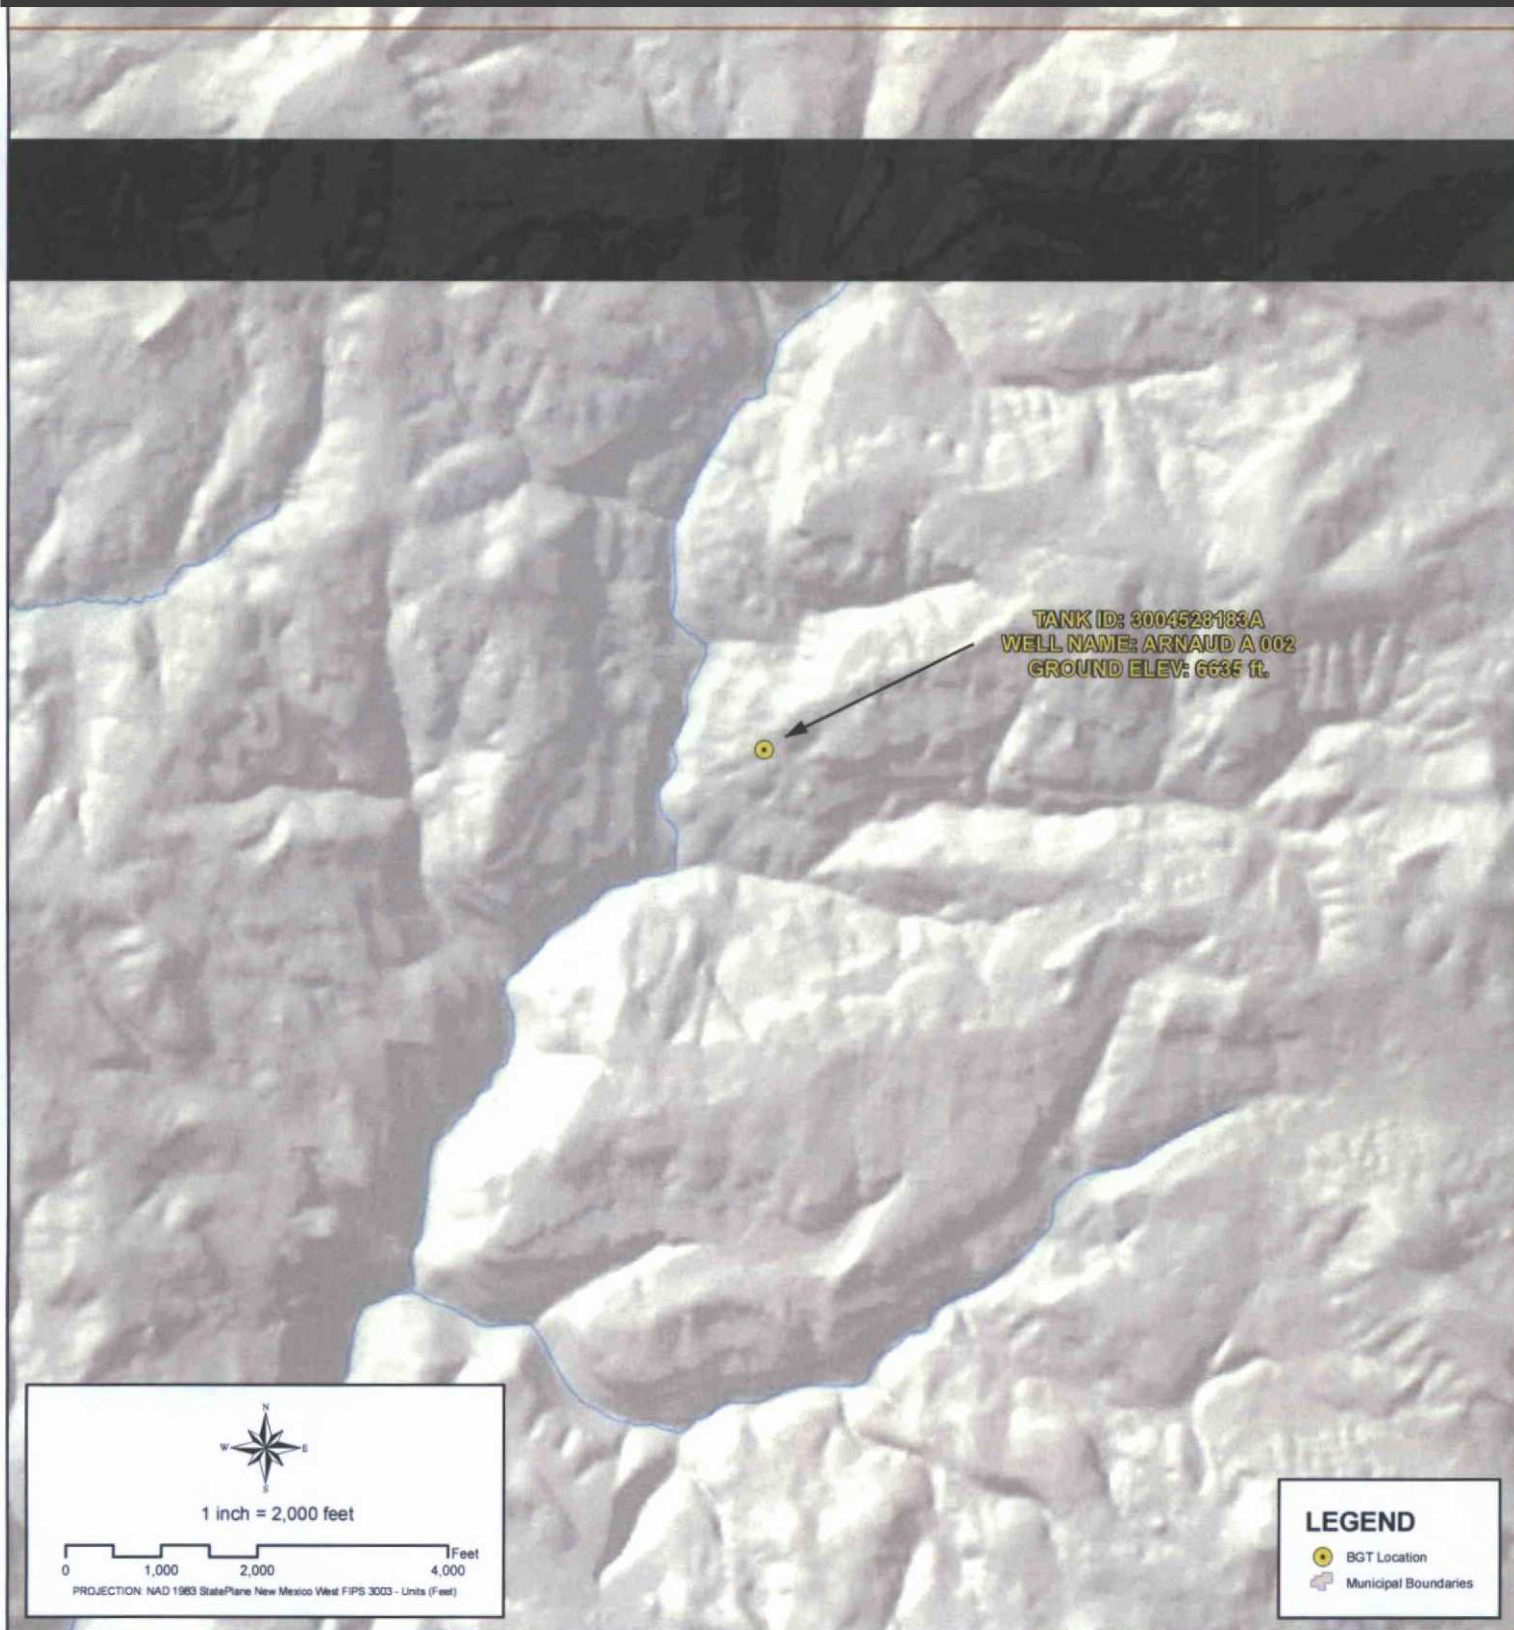 TANK ID: 3004528183A
WELL NAME: ARNAUD A 002
GROUND ELEV: 6635 ft.
N
W E
S
1 inch = 2,000 feet
Feet
0 1,000 2,000 4,000
PROJECTION: NAD 1983 StatePlane New Mexico West FIPS 3003 - Units (Feet)
LEGEND
BGT Location
Municipal Boundaries